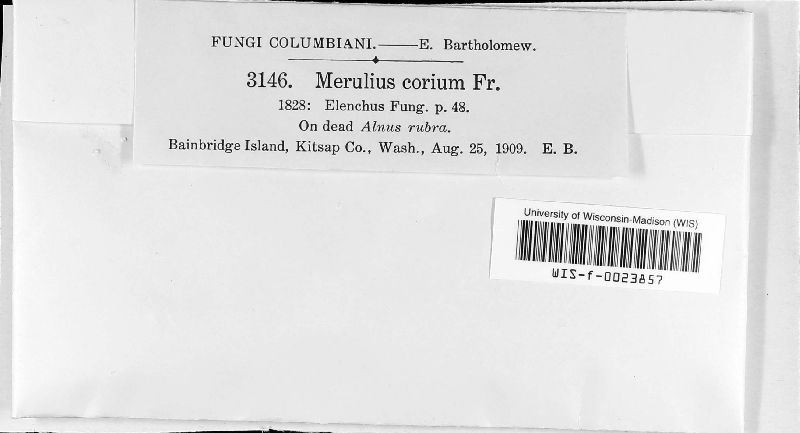 FUNGI COLUMBIANI.—E. Bartholomew.
3146. Merulius corium Fr.
1828: Elenchus Fung. p. 48.
On dead Alnus rubra.
Bainbridge Island, Kitsap Co., Wash., Aug. 25, 1909. E. B.
University of Wisconsin-Madison (WIS)
WIS-f-0023857